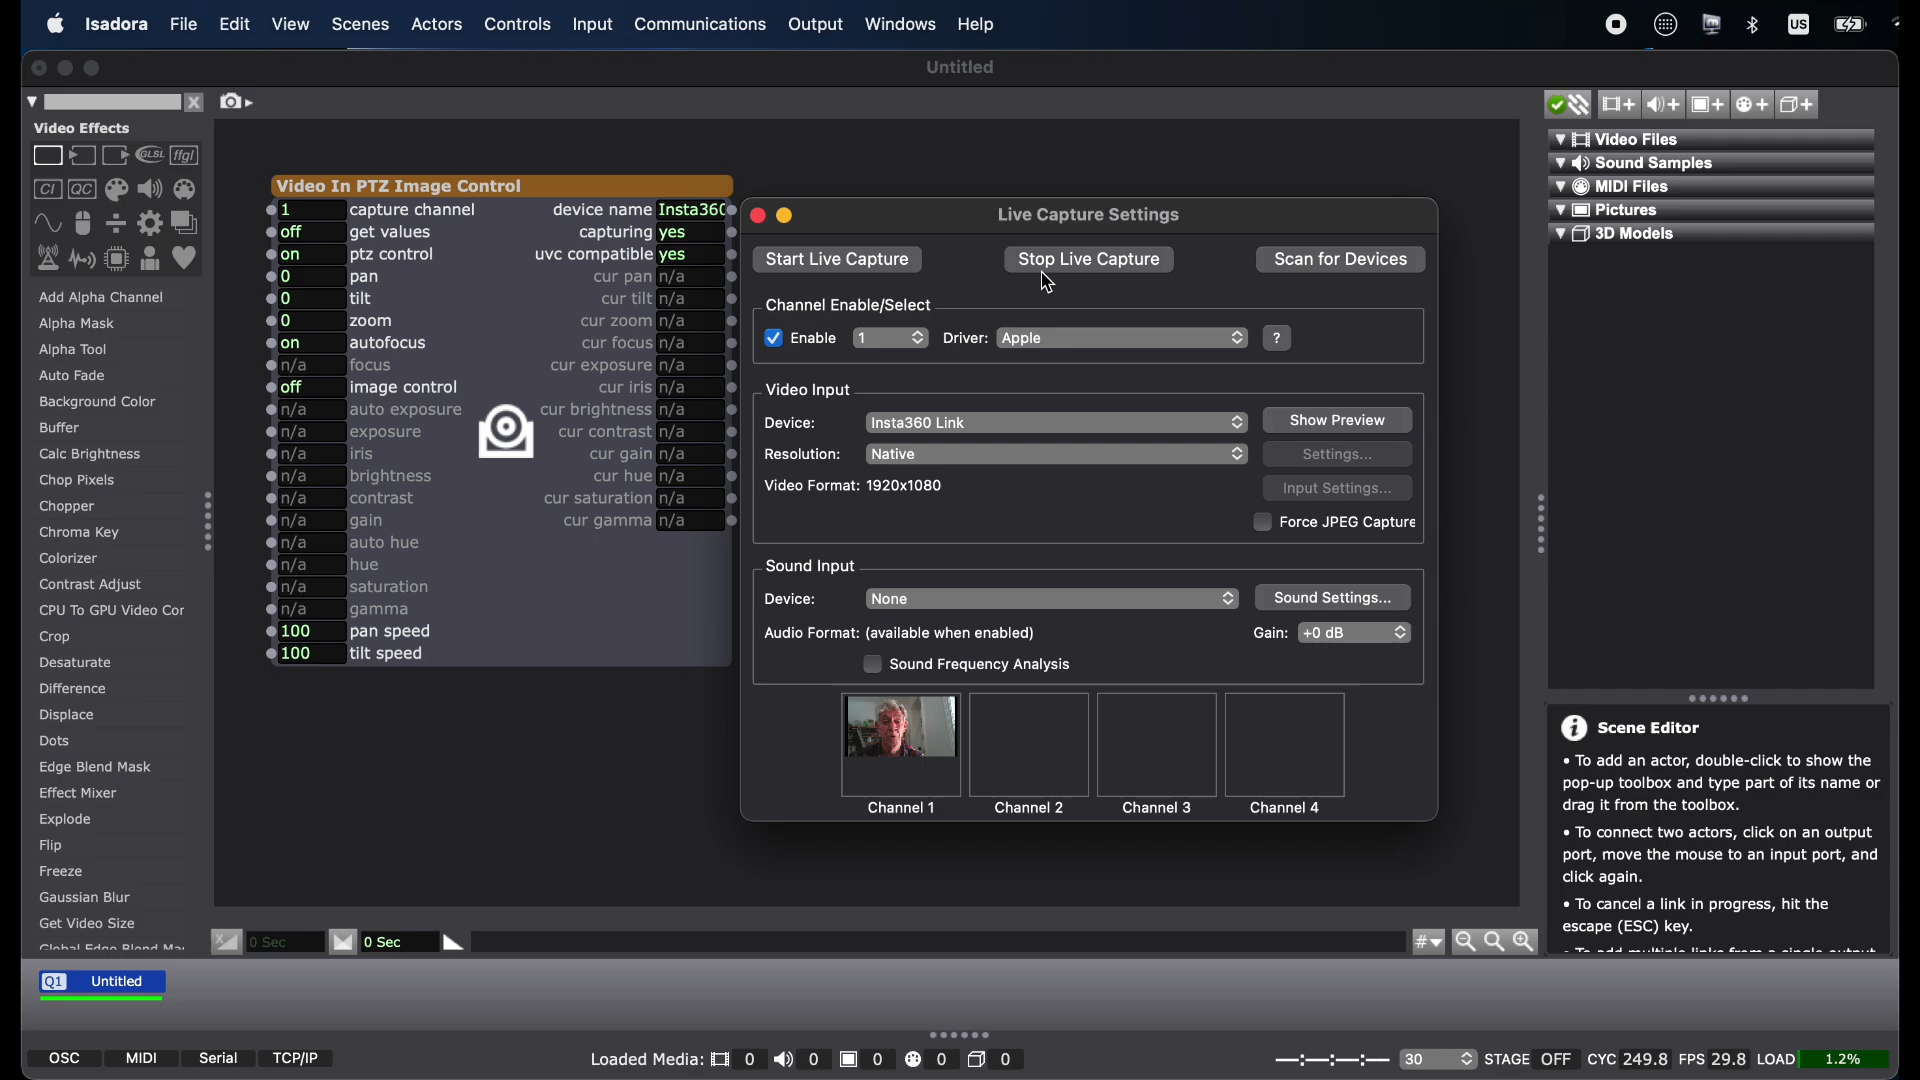 Isadora File Edit View Scenes Actors Controls Input Communications Output Windows Help US
Untitled
Video Effects
GLSL ffgl
CI QC
Add Alpha Channel
Alpha Mask
Alpha Tool
Auto Fade
Background Color
Buffer
Calc Brightness
Chop Pixels
Chopper
Chroma Key
Colorizer
Contrast Adjust
CPU To GPU Video Cor
Crop
Desaturate
Difference
Displace
Dots
Edge Blend Mask
Effect Mixer
Explode
Flip
Freeze
Gaussian Blur
Get Video Size
Global Edge Blend Ma
Video In PTZ Image Control
1 capture channel device name Insta360
off get values capturing yes
on ptz control uvc compatible yes
0 pan cur pan n/a
0 tilt cur tilt n/a
0 zoom cur zoom n/a
on autofocus cur focus n/a
n/a focus cur exposure n/a
off image control cur iris n/a
n/a auto exposure cur brightness n/a
n/a exposure cur contrast n/a
n/a iris cur gain n/a
n/a brightness cur hue n/a
n/a contrast cur saturation n/a
n/a gain cur gamma n/a
n/a auto hue
n/a hue
n/a saturation
n/a gamma
100 pan speed
100 tilt speed
Live Capture Settings
Start Live Capture Stop Live Capture Scan for Devices
Channel Enable/Select
Enable 1 Driver: Apple ?
Video Input
Device: Insta360 Link Show Preview
Resolution: Native Settings...
Video Format: 1920x1080 Input Settings...
Force JPEG Capture
Sound Input
Device: None Sound Settings...
Audio Format: (available when enabled) Gain: +0 dB
Sound Frequency Analysis
Channel 1 Channel 2 Channel 3 Channel 4
Video Files
Sound Samples
MIDI Files
Pictures
3D Models
Scene Editor
• To add an actor, double-click to show the
pop-up toolbox and type part of its name or
drag it from the toolbox.
• To connect two actors, click on an output
port, move the mouse to an input port, and
click again.
• To cancel a link in progress, hit the
escape (ESC) key.
• To add multiple links from a single output
0 Sec 0 Sec #
Q1 Untitled
OSC MIDI Serial TCP/IP Loaded Media: 0 0 0 0 0 —:—:—:— 30 STAGE OFF CYC 249.8 FPS 29.8 LOAD 1.2%